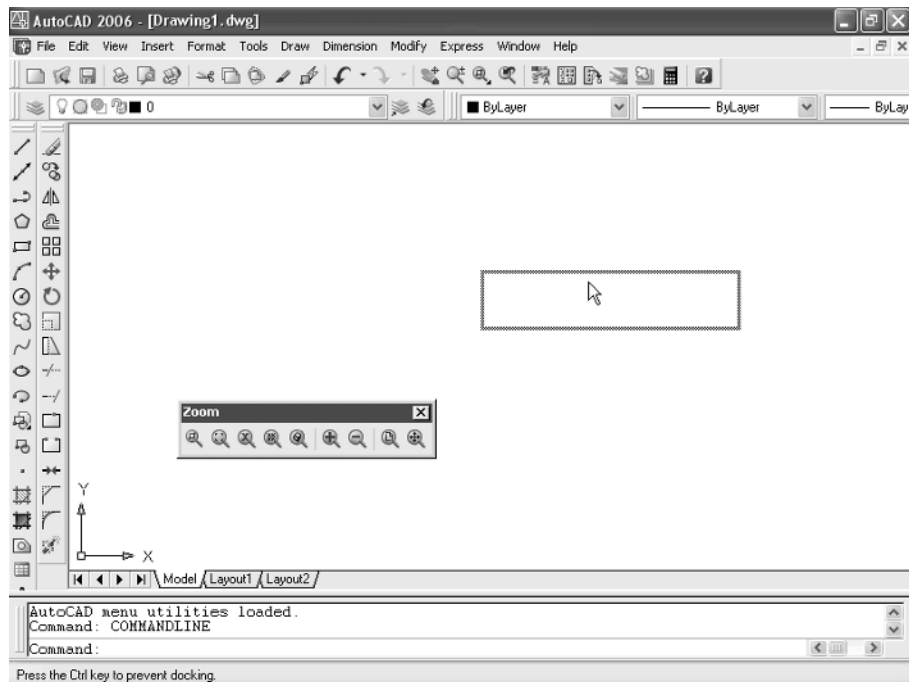 AutoCAD 2006 - [Drawing1.dwg]
File Edit View Insert Format Tools Draw Dimension Modify Express Window Help
0 ByLayer ByLayer ByLay
Zoom
Y
X
Model Layout1 Layout2
AutoCAD menu utilities loaded.
Command: COMMANDLINE
Command:
Press the Ctrl key to prevent docking.